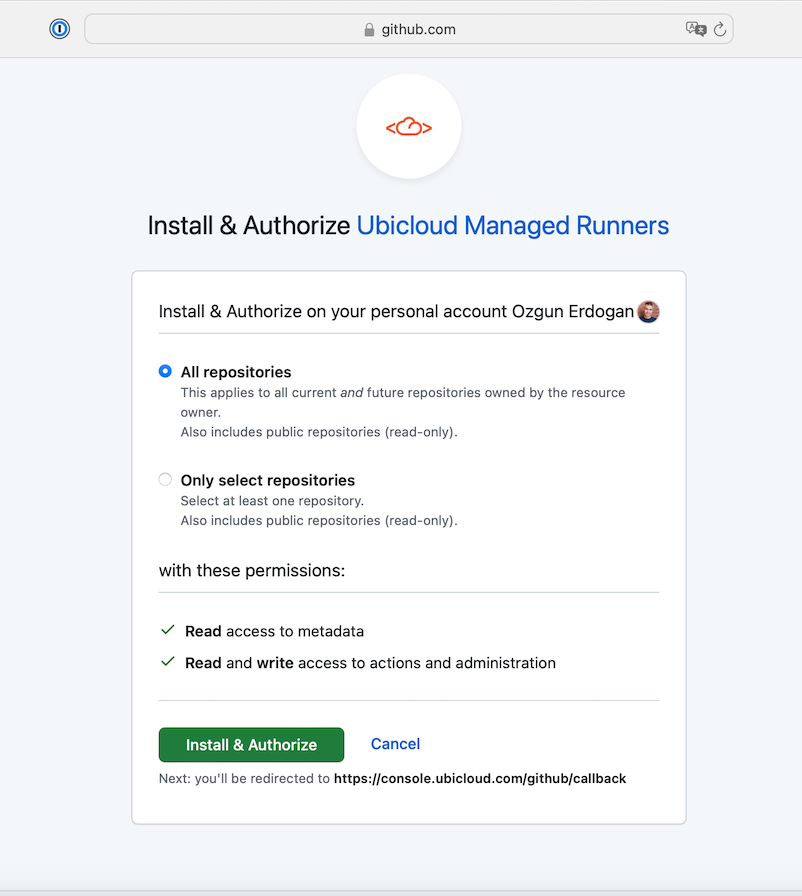 github.com
Install & Authorize Ubicloud Managed Runners
Install & Authorize on your personal account Ozgun Erdogan
All repositories
This applies to all current and future repositories owned by the resource
owner.
Also includes public repositories (read-only).
Only select repositories
Select at least one repository.
Also includes public repositories (read-only).
with these permissions:
Read access to metadata
Read and write access to actions and administration
Install & Authorize
Cancel
Next: you'll be redirected to https://console.ubicloud.com/github/callback